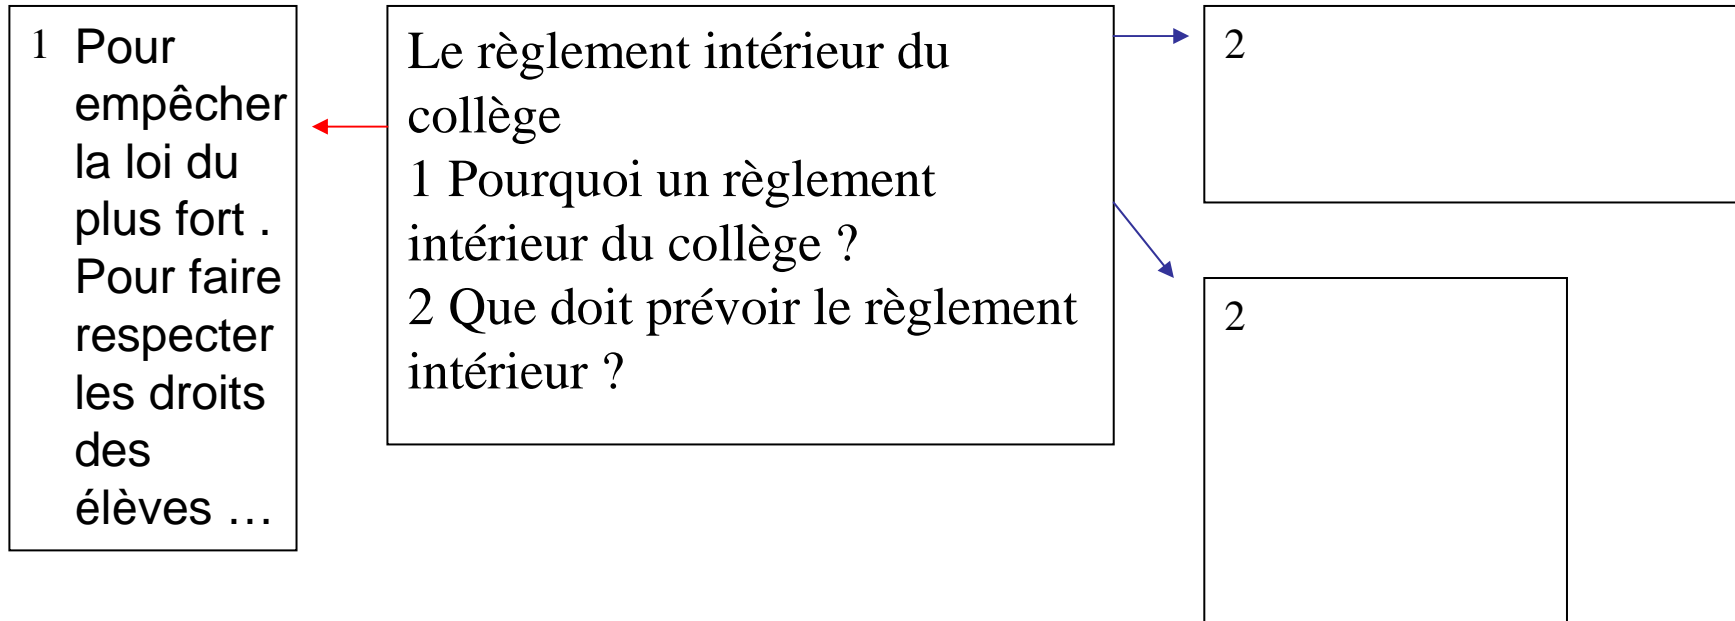 1 Pour
empêcher
la loi du
plus fort .
Pour faire
respecter
les droits
des
élèves …
Le règlement intérieur du
collège
1 Pourquoi un règlement
intérieur du collège ?
2 Que doit prévoir le règlement
intérieur ?
2
2